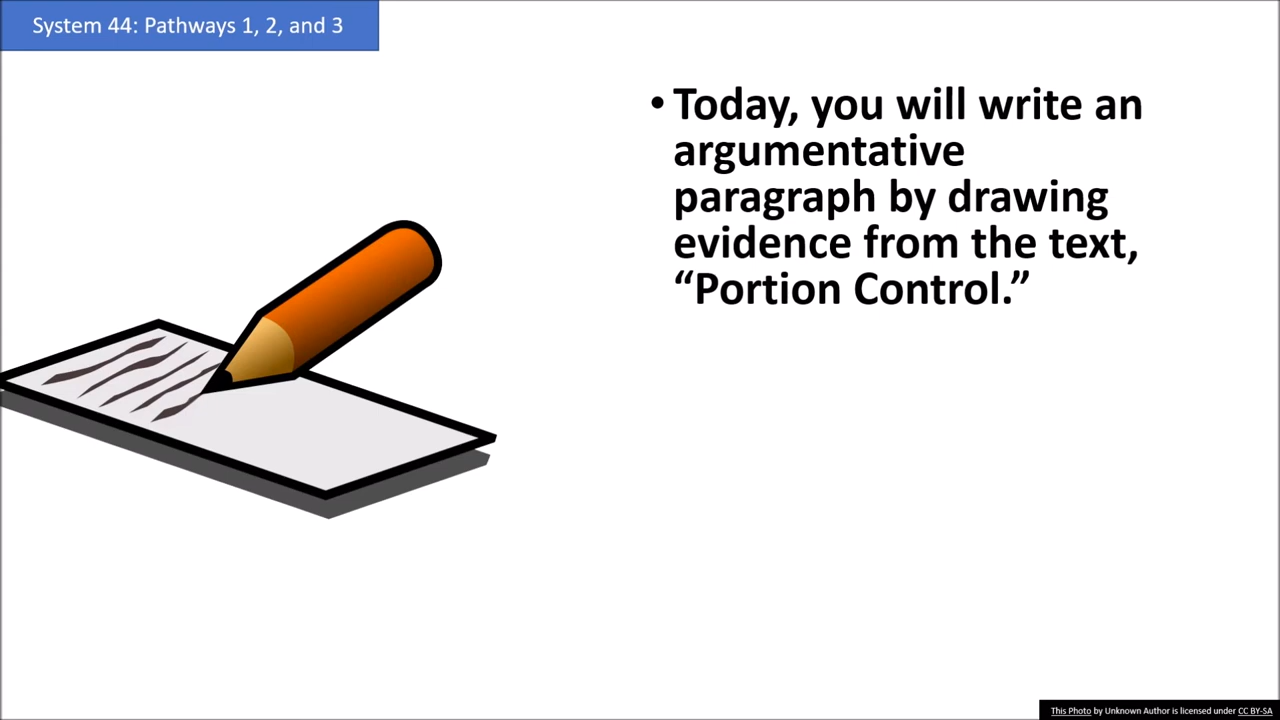 System 44: Pathways 1, 2, and 3
• Today, you will write an
argumentative
paragraph by drawing
evidence from the text,
“Portion Control.”
This Photo by Unknown Author is licensed under CC BY-SA